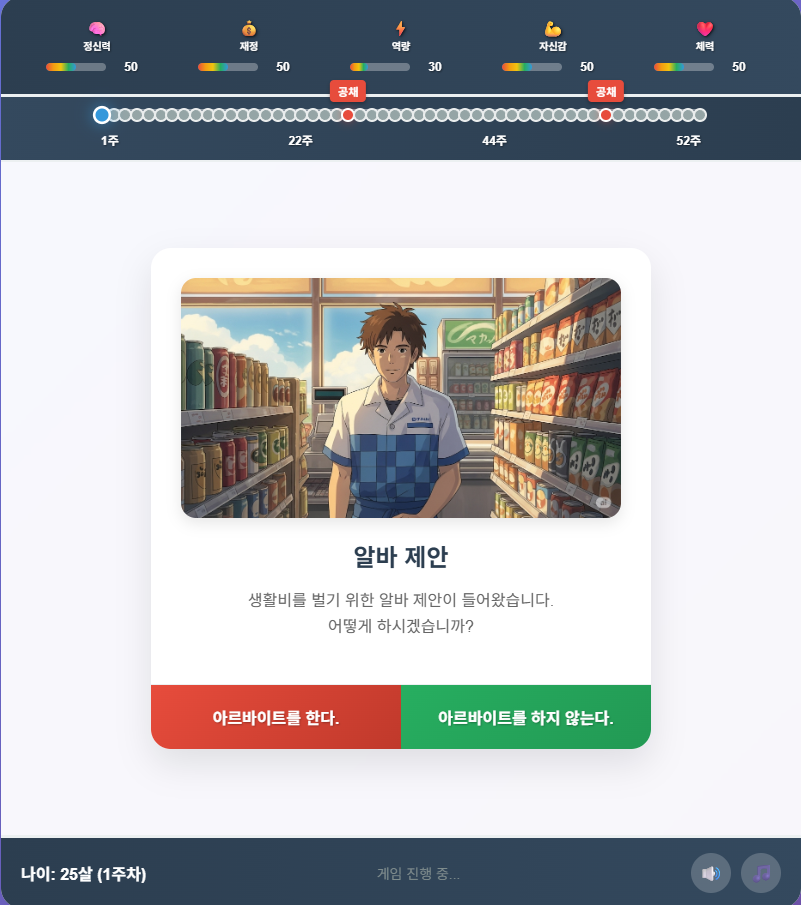 정신력
재정
역량
자신감
체력
50
50
30
50
50
공채
공채
1주
22주
44주
52주
알바 제안
생활비를 벌기 위한 알바 제안이 들어왔습니다.
어떻게 하시겠습니까?
아르바이트를 한다.
아르바이트를 하지 않는다.
나이: 25살 (1주차)
게임 진행 중...